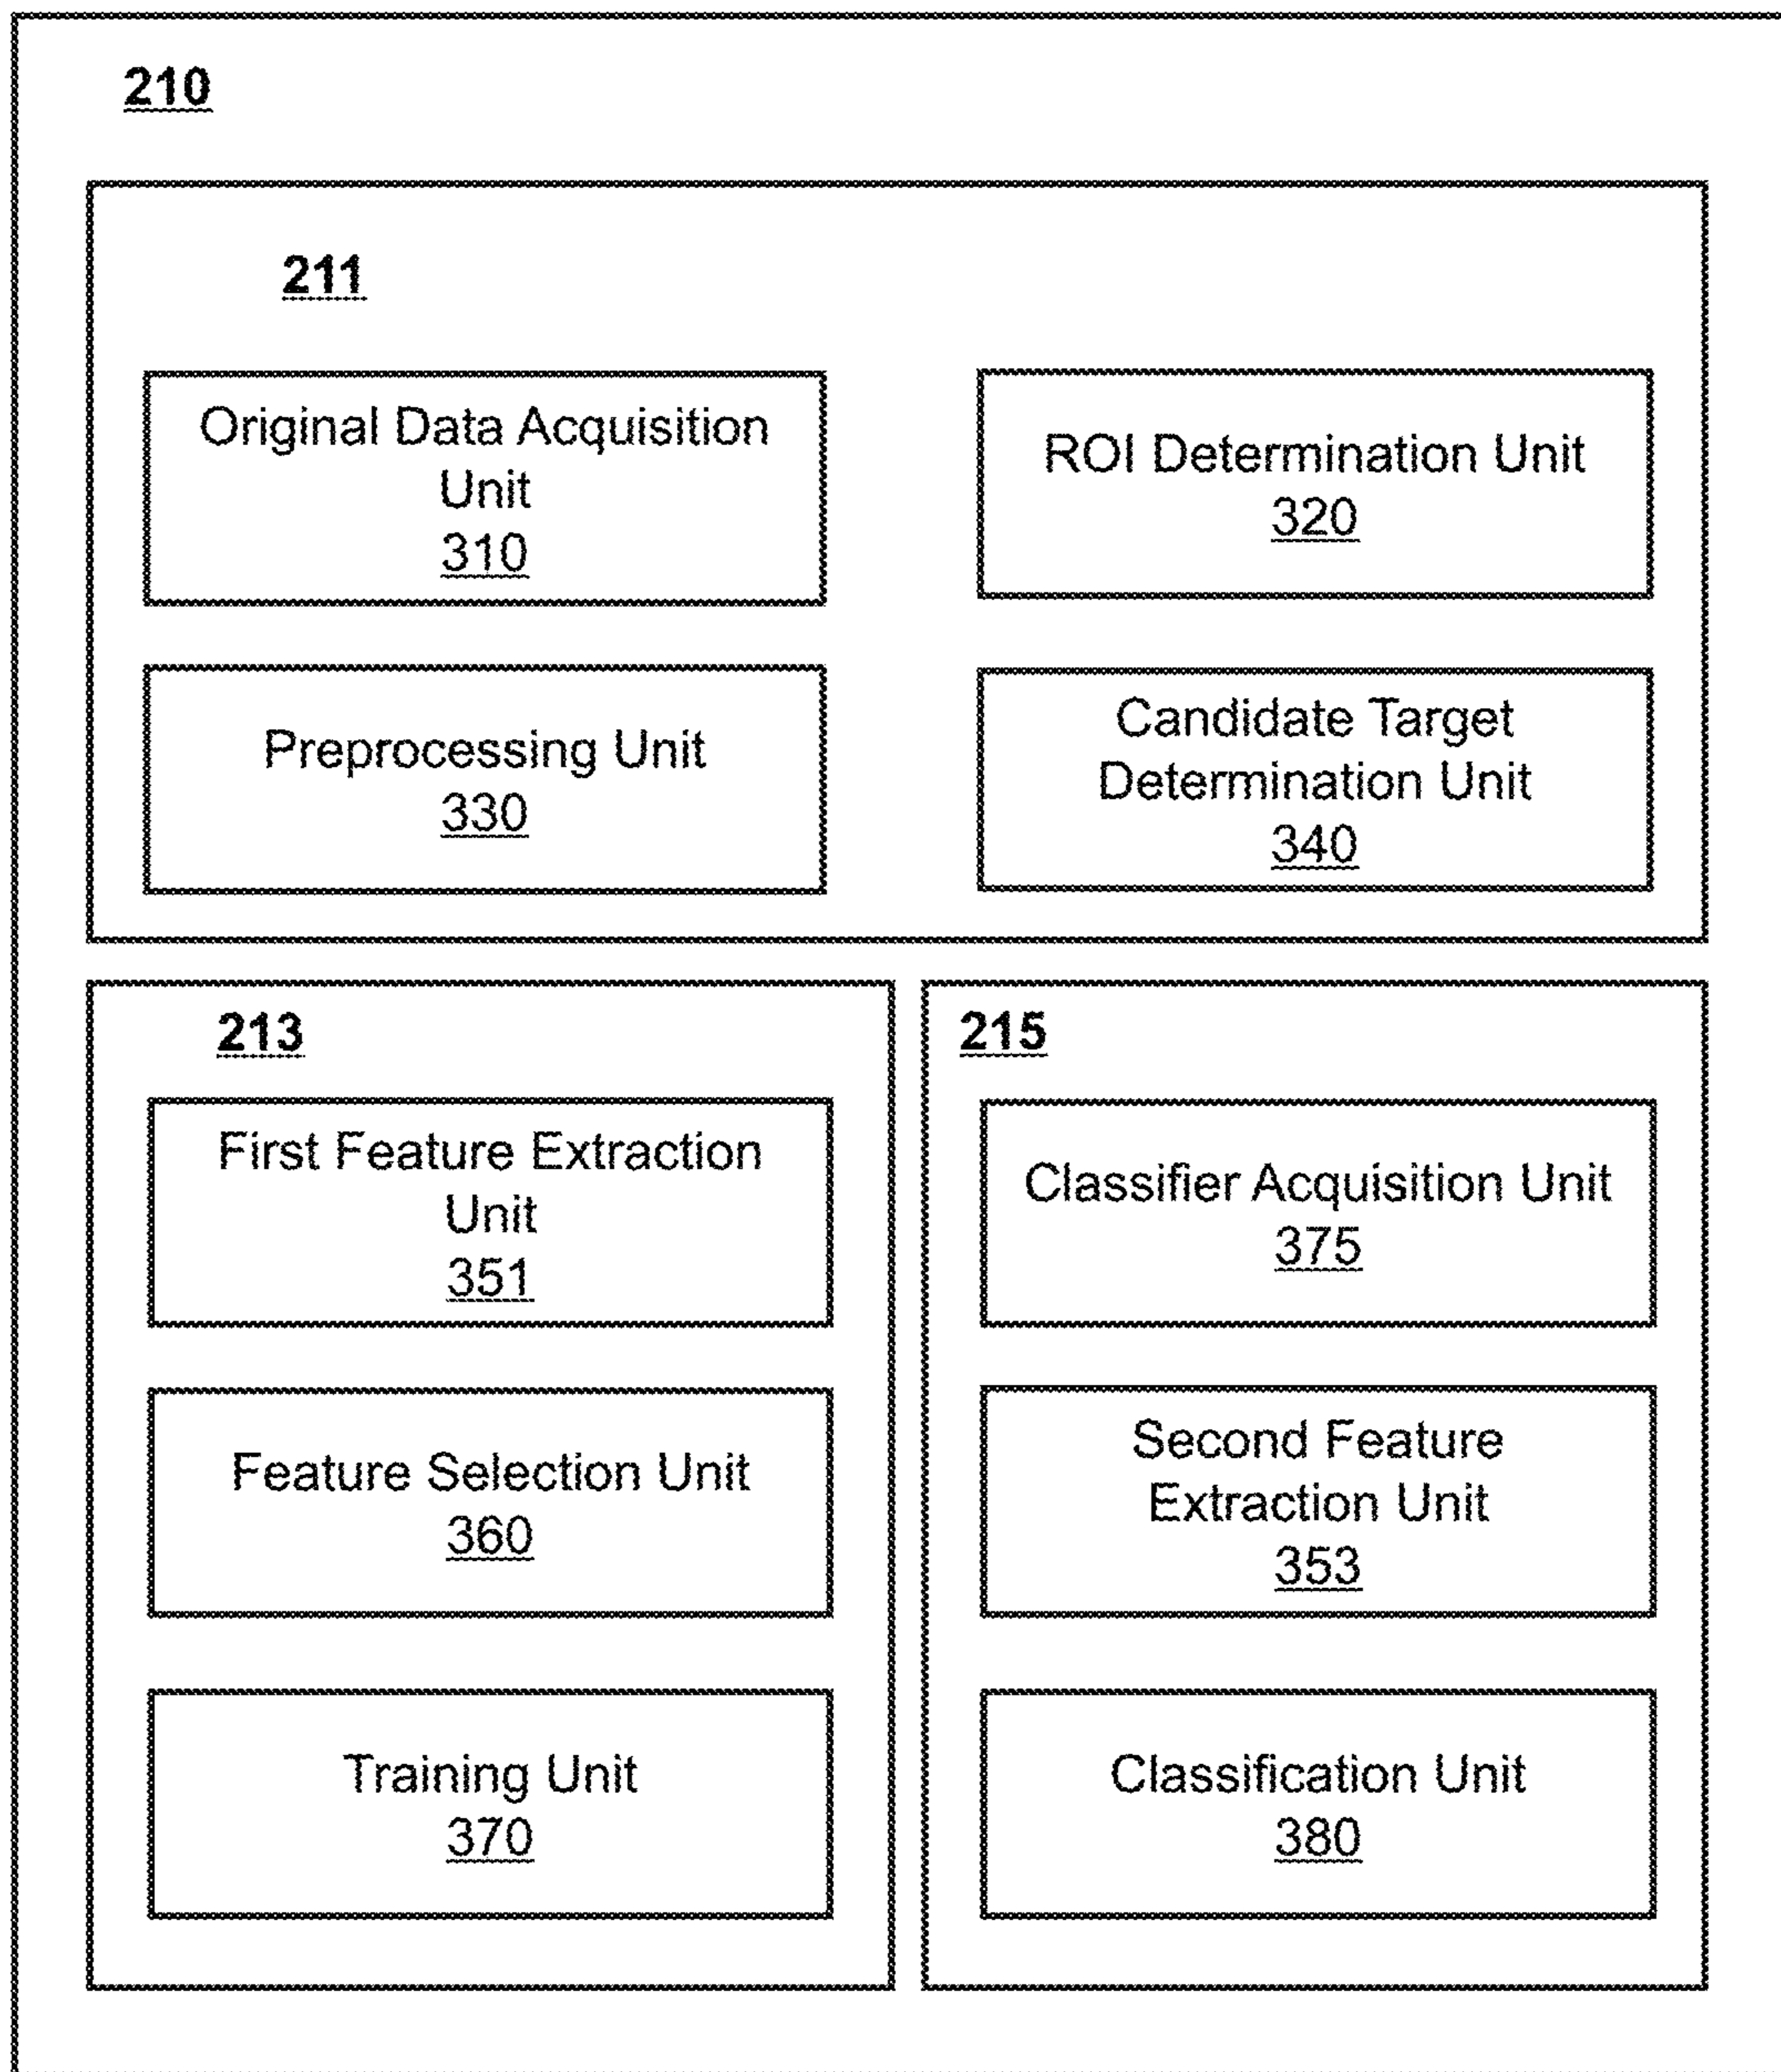 210
211
Original Data Acquisition
Unit
310
ROI Determination Unit
320
Preprocessing Unit
330
Candidate Target
Determination Unit
340
213
First Feature Extraction
Unit
351
Feature Selection Unit
360
Training Unit
370
215
Classifier Acquisition Unit
375
Second Feature
Extraction Unit
353
Classification Unit
380